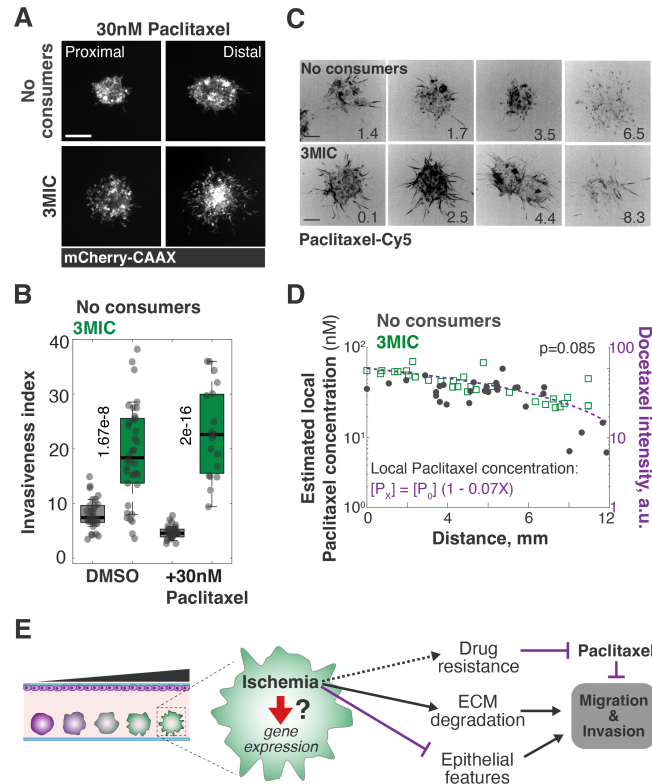 A
30nM Paclitaxel
Proximal
Distal
No
consumers
3MIC
mCherry-CAAX
B
No consumers
3MIC
40
30
20
10
0
Invasiveness index
1.67e-8
2e-16
DMSO
+30nM
Paclitaxel
C
No consumers
1.4
1.7
3.5
6.5
3MIC
0.1
2.5
4.4
8.3
Paclitaxel-Cy5
D
No consumers
3MIC
p=0.085
Estimated local
Paclitaxel concentration (nM)
10²
10¹
10⁰
Docetaxel intensity, a.u.
100
10
1
Local Paclitaxel concentration:
[Pₓ] = [P₀] (1 - 0.07X)
0
4
6
8
12
Distance, mm
E
Ischemia
?
gene
expression
Drug
resistance
ECM
degradation
Epithelial
features
Paclitaxel
Migration
&
Invasion